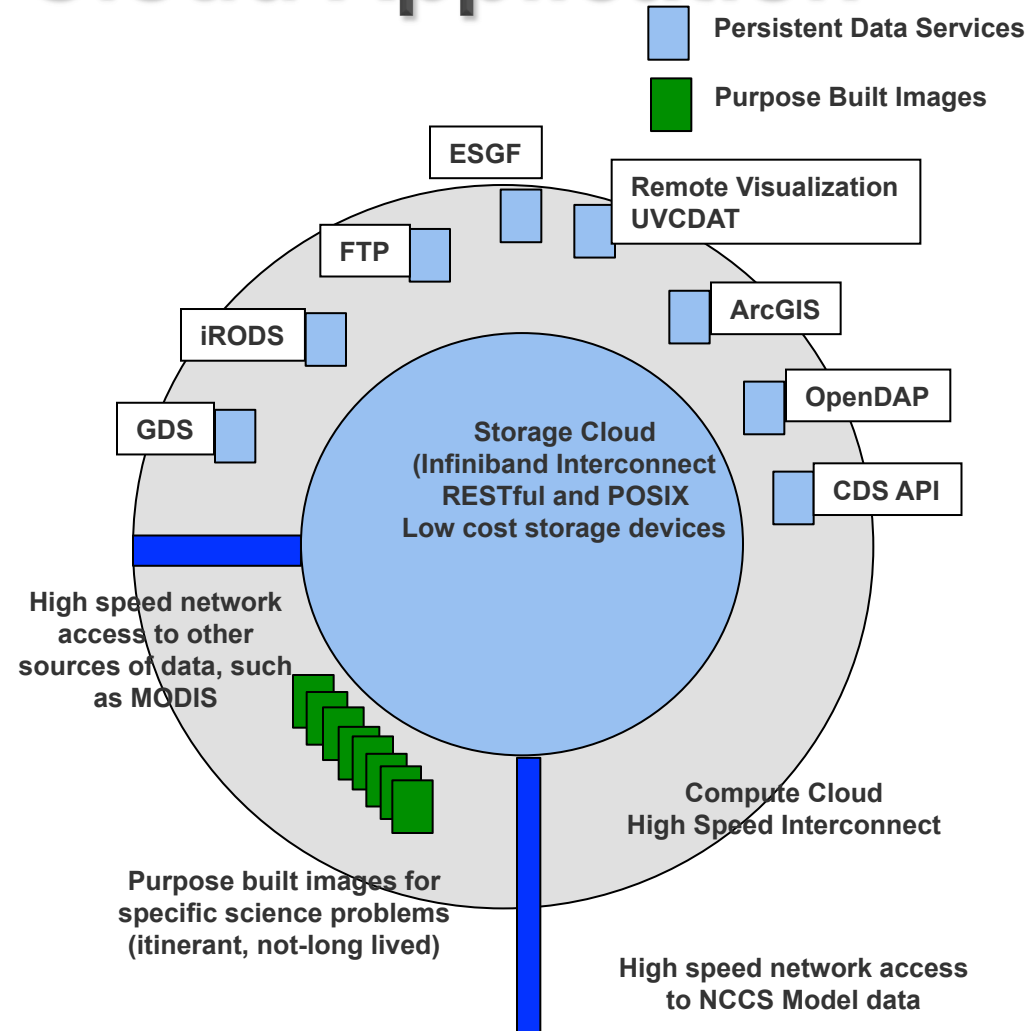 Persistent Data Services
Purpose Built Images
ESGF
Remote Visualization
UVCDAT
FTP
ArcGIS
iRODS
OpenDAP
GDS
Storage Cloud
(Infiniband Interconnect
RESTful and POSIX
Low cost storage devices
CDS API
High speed network
access to other
sources of data, such
as MODIS
Compute Cloud
High Speed Interconnect
Purpose built images for
specific science problems
(itinerant, not-long lived)
High speed network access
to NCCS Model data